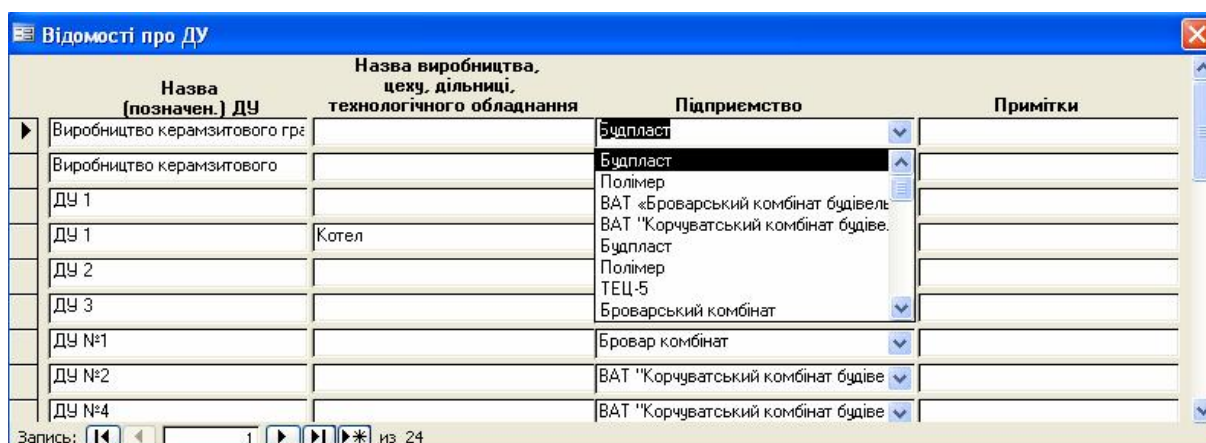 Відомості про ДУ
Назва (позначен.) ДУ
Назва виробництва, цеху, дільниці, технологічного обладнання
Підприємство
Примітки
Виробництво керамзитового гра
Будпласт
Виробництво керамзитового
Будпласт
Полімер
ВАТ «Броварський комбінат будівель
ВАТ "Корчуватський комбінат будіве.
Будпласт
Полімер
ТЕЦ-5
Броварський комбінат
ДУ 1
ДУ 1
Котел
ДУ 2
ДУ 3
ДУ №1
Бровар комбінат
ДУ №2
ВАТ "Корчуватський комбінат будіве
ДУ №4
ВАТ "Корчуватський комбінат будіве
Запись: 1 из 24